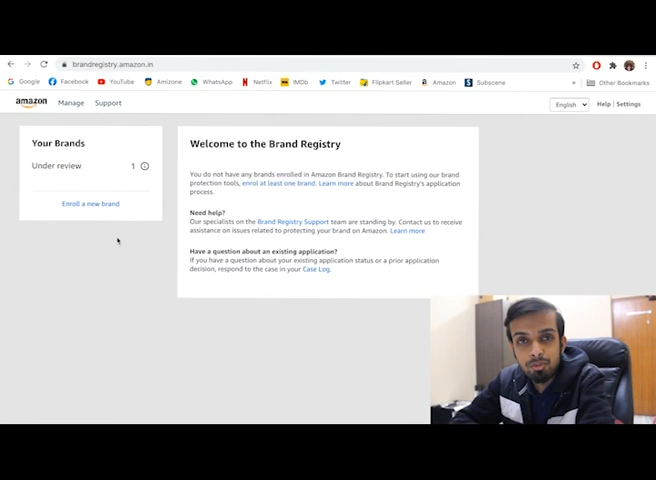 brandregistry.amazon.in
Google Facebook YouTube Amizone WhatsApp Netflix IMDb Twitter Flipkart Seller Amazon Subscene » Other Bookmarks
amazon Manage Support English Help | Settings
Your Brands
Under review 1
Enroll a new brand
Welcome to the Brand Registry
You do not have any brands enrolled in Amazon Brand Registry. To start using our brand
protection tools, enrol at least one brand. Learn more about Brand Registry's application
process.
Need help?
Our specialists on the Brand Registry Support team are standing by. Contact us to receive
assistance on issues related to protecting your brand on Amazon. Learn more
Have a question about an existing application?
If you have a question about your existing application status or a prior application
decision, respond to the case in your Case Log.